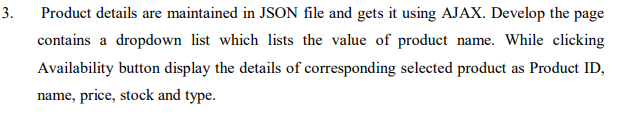 3. Product details are maintained in JSON file and gets it using AJAX. Develop the page
contains a dropdown list which lists the value of product name. While clicking
Availability button display the details of corresponding selected product as Product ID,
name, price, stock and type.